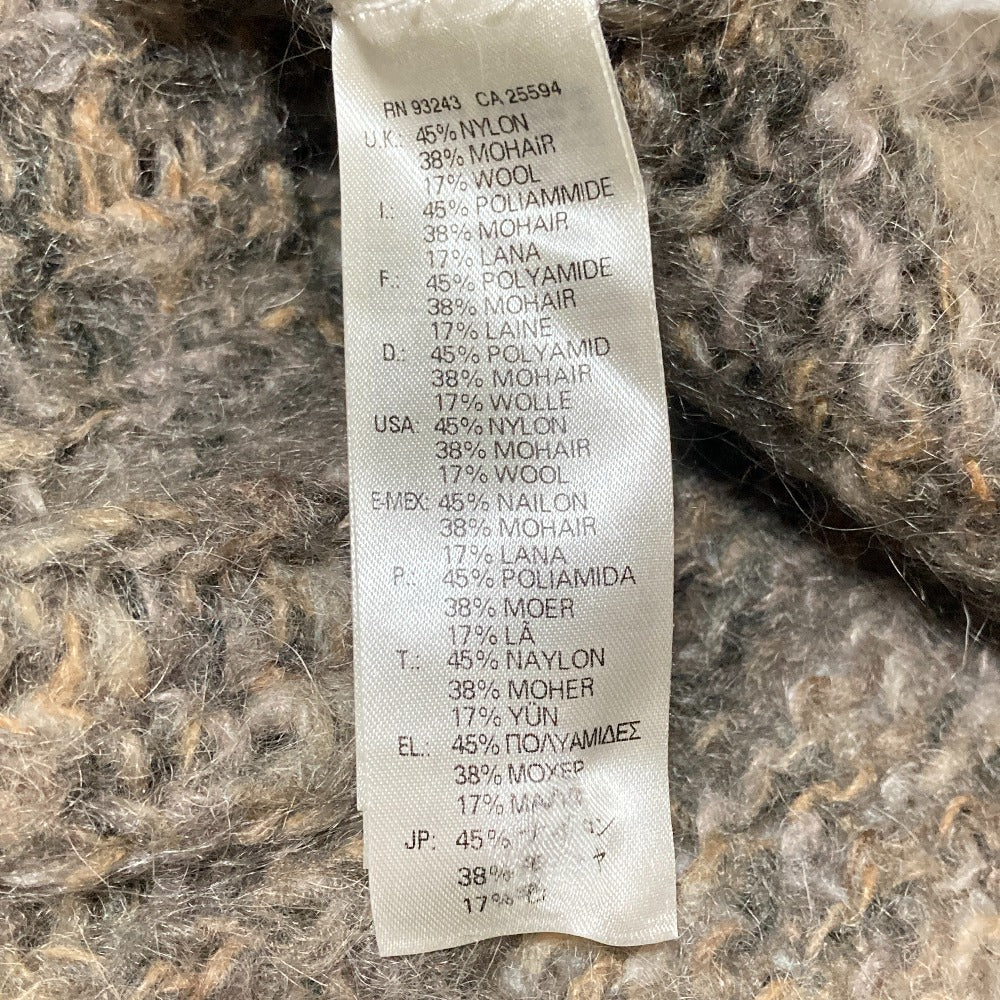 RN 93243 CA 25594
U.K.: 45% NYLON
38% MOHAIR
17% WOOL
I.: 45% POLIAMMIDE
38% MOHAIR
17% LANA
F.: 45% POLYAMIDE
38% MOHAIR
17% LAINE
D.: 45% POLYAMID
38% MOHAIR
17% WOLLE
USA: 45% NYLON
38% MOHAIR
17% WOOL
E-MEX: 45% NAILON
38% MOHAIR
17% LANA
P.: 45% POLIAMIDA
38% MOER
17% LÃ
T.: 45% NAYLON
38% MOHER
17% YÜN
EL.: 45% ΠΟΛΥΑΜΙΔΕΣ
38% ΜΟΧΕΡ
17%
JP: 45%
38%
17%